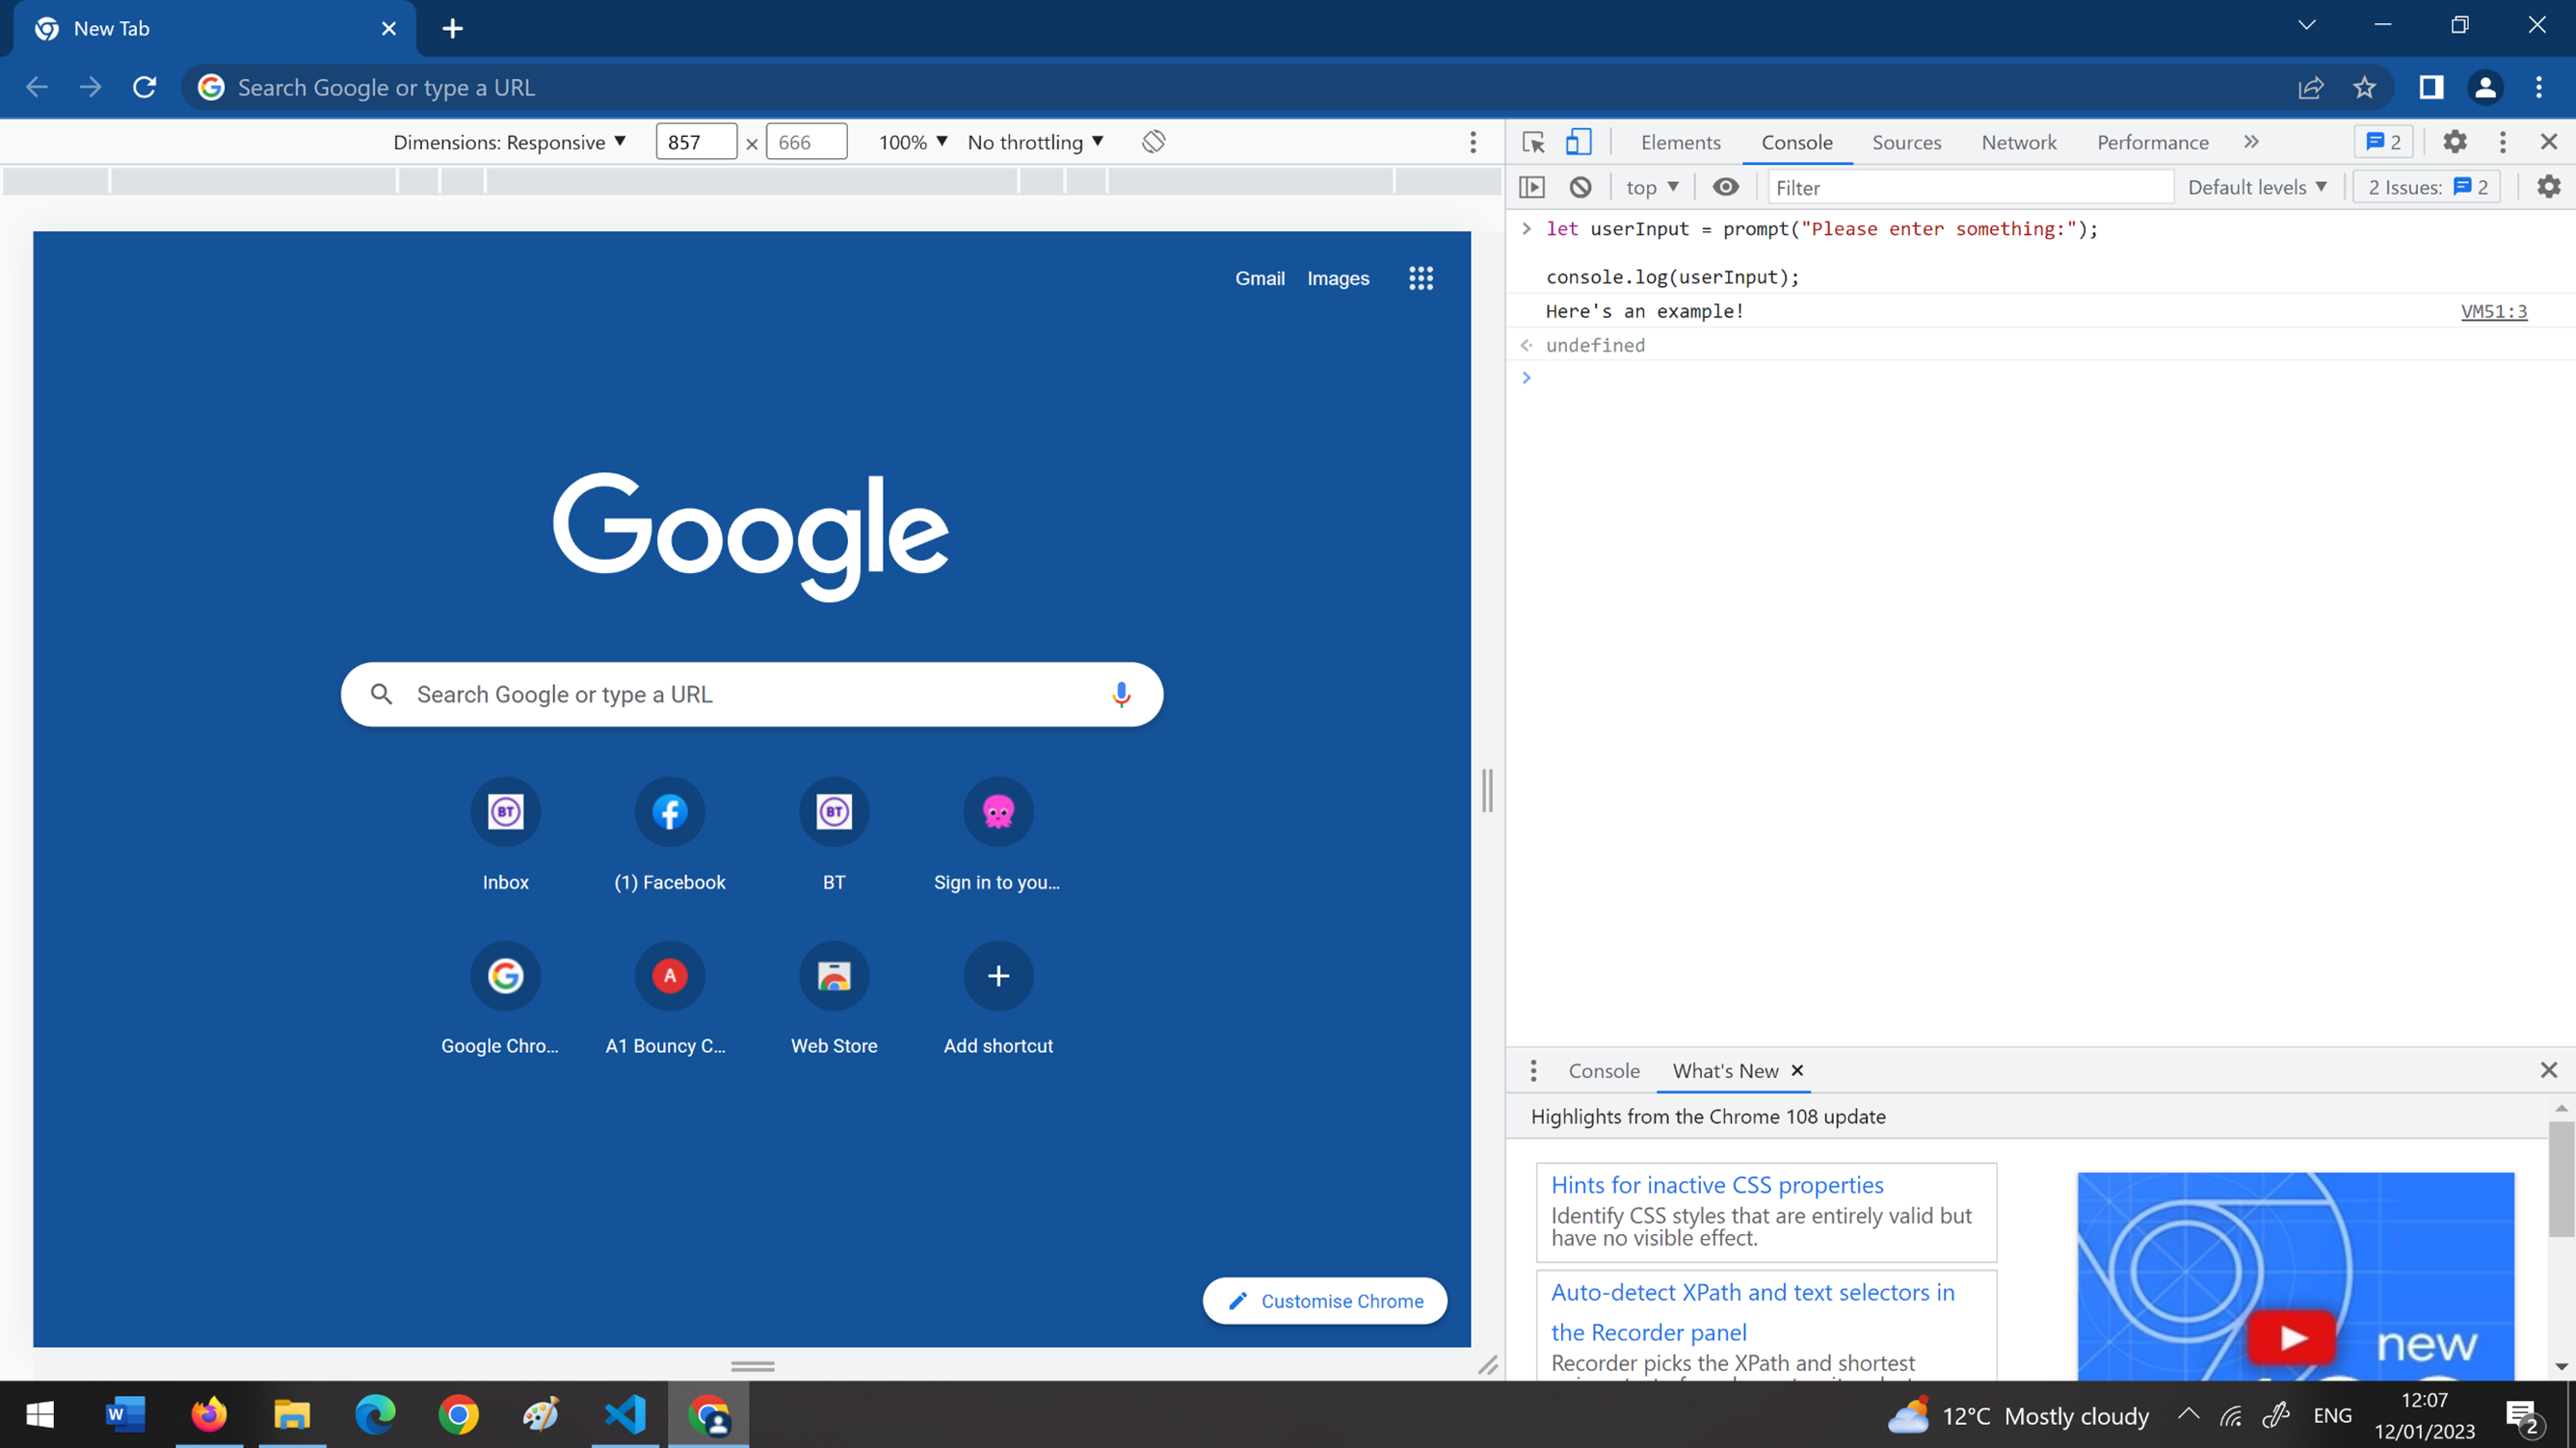 New Tab
Search Google or type a URL
Dimensions: Responsive ▼ 857 × 666 100% ▼ No throttling ▼
Elements Console Sources Network Performance 2
top ▼ Filter Default levels ▼ 2 Issues: 2
let userInput = prompt("Please enter something:");
console.log(userInput);
Here's an example! VM51:3
undefined
Gmail Images
Google
Search Google or type a URL
BT BT
Inbox (1) Facebook BT Sign in to you...
A
Google Chro... A1 Bouncy C... Web Store Add shortcut
Customise Chrome
Console What's New
Highlights from the Chrome 108 update
Hints for inactive CSS properties
Identify CSS styles that are entirely valid but
have no visible effect.
Auto-detect XPath and text selectors in
the Recorder panel
Recorder picks the XPath and shortest
new
W 12°C Mostly cloudy ENG 12:07
12/01/2023 2